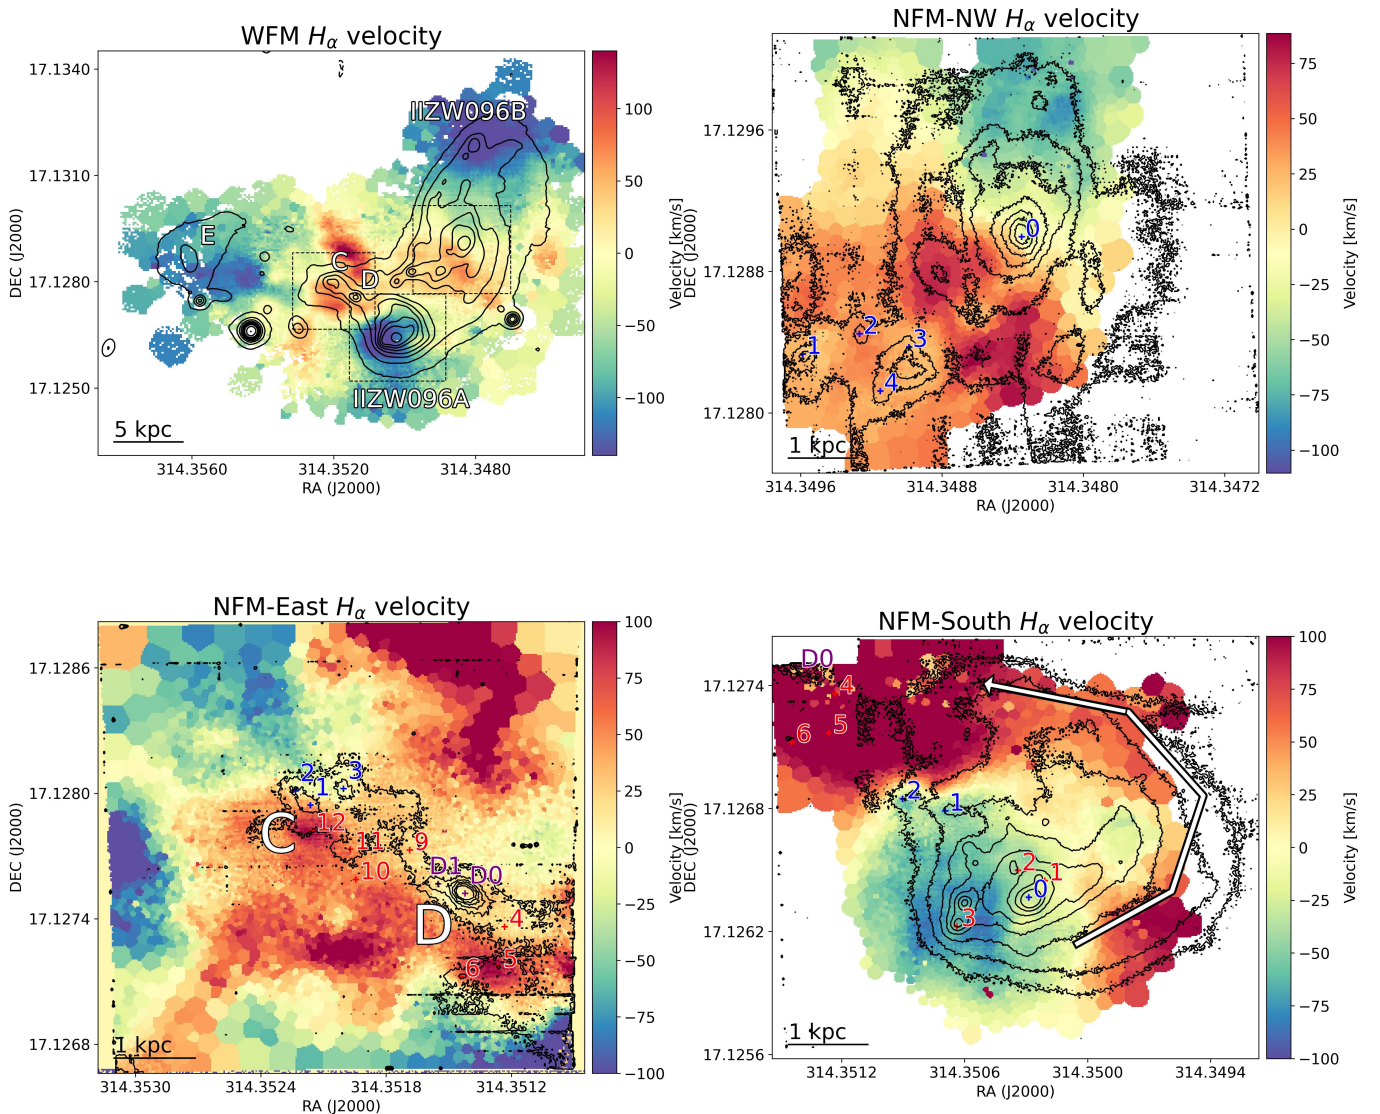 WFM Hα velocity
17.1340
17.1310
17.1280
17.1250
DEC (J2000)
IIZW096B
E
C
D
IIZW096A
5 kpc
314.3560
314.3520
314.3480
RA (J2000)
100
50
0
−50
−100
Velocity [km/s]
NFM-NW Hα velocity
17.1296
17.1288
17.1280
DEC (J2000)
0
2
3
1
4
1 kpc
314.3496
314.3488
314.3480
314.3472
RA (J2000)
75
50
25
0
−25
−50
−75
−100
Velocity [km/s]
NFM-East Hα velocity
17.1286
17.1280
17.1274
17.1268
DEC (J2000)
2
3
1
12
C
11
9
10
D1
D0
D
4
5
6
1 kpc
314.3530
314.3524
314.3518
314.3512
RA (J2000)
100
75
50
25
0
−25
−50
−75
−100
Velocity [km/s]
NFM-South Hα velocity
17.1274
17.1268
17.1262
17.1256
DEC (J2000)
D0
4
5
6
2
1
2
1
0
3
1 kpc
314.3512
314.3506
314.3500
314.3494
RA (J2000)
100
75
50
25
0
−25
−50
−75
−100
Velocity [km/s]